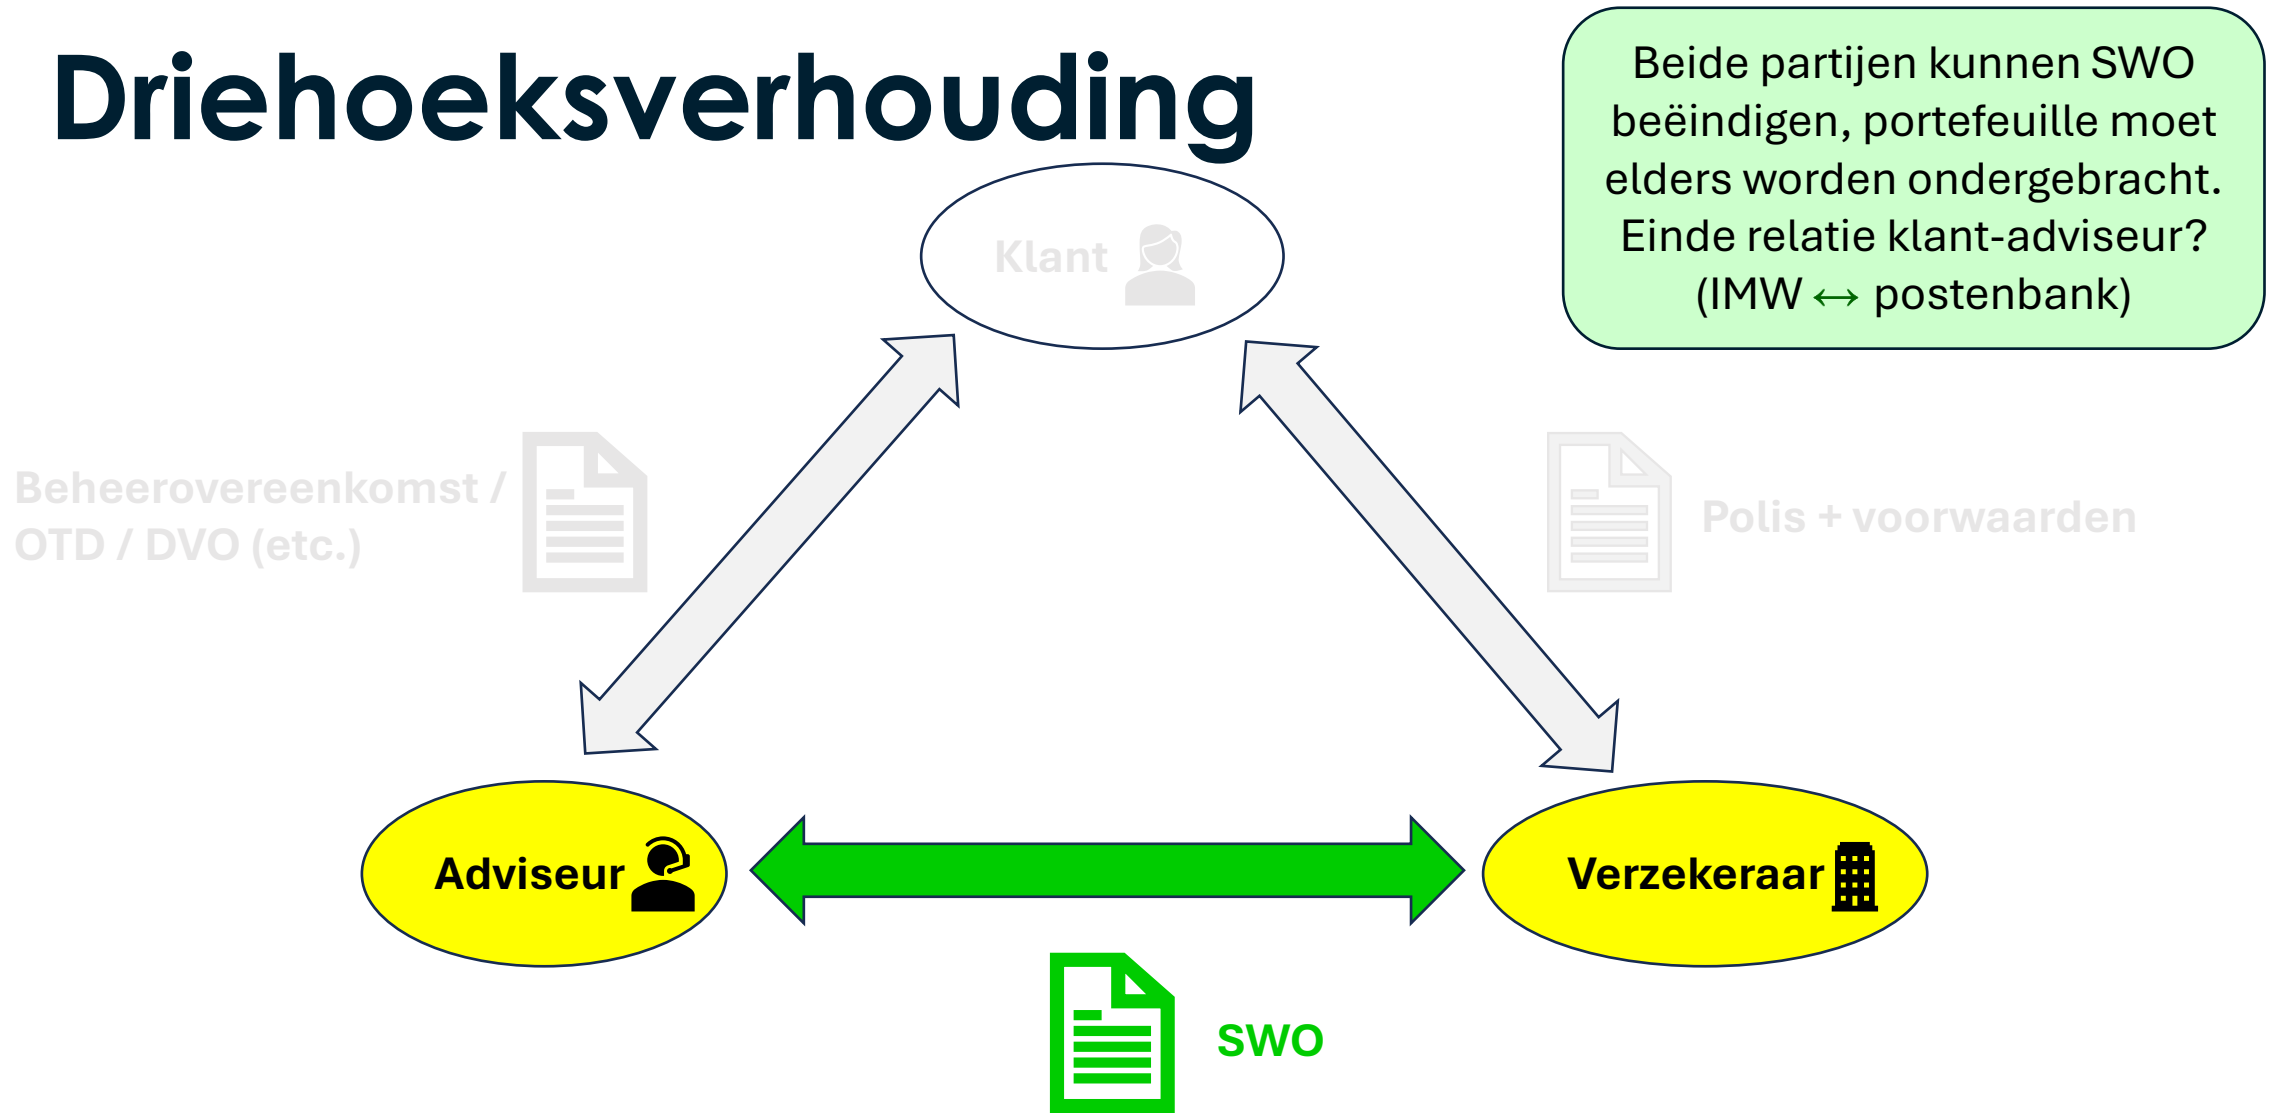 Driehoeksverhouding
Beide partijen kunnen SWO
beëindigen, portefeuille moet
elders worden ondergebracht.
Einde relatie klant-adviseur?
(IMW ↔ postenbank)
Klant
Beheerovereenkomst /
OTD / DVO (etc.)
Polis + voorwaarden
Adviseur
Verzekeraar
SWO